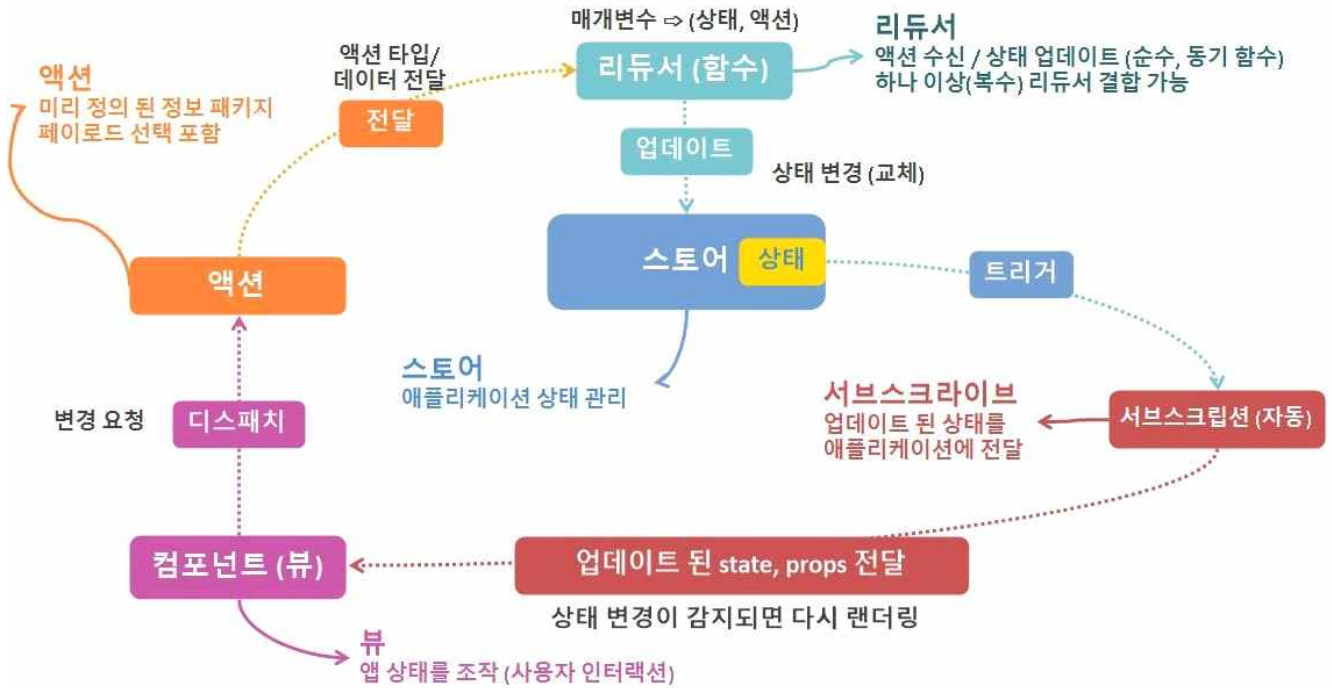 매개변수 ⇨ (상태, 액션)
리듀서 (함수)
리듀서
액션 수신 / 상태 업데이트 (순수, 동기 함수)
하나 이상(복수) 리듀서 결합 가능
액션 타입/
데이터 전달
전달
액션
미리 정의 된 정보 패키지
페이로드 선택 포함
업데이트
상태 변경 (교체)
스토어
상태
트리거
액션
스토어
애플리케이션 상태 관리
서브스크라이브
업데이트 된 상태를
애플리케이션에 전달
서브스크립션 (자동)
변경 요청
디스패치
컴포넌트 (뷰)
업데이트 된 state, props 전달
상태 변경이 감지되면 다시 랜더링
뷰
앱 상태를 조작 (사용자 인터랙션)